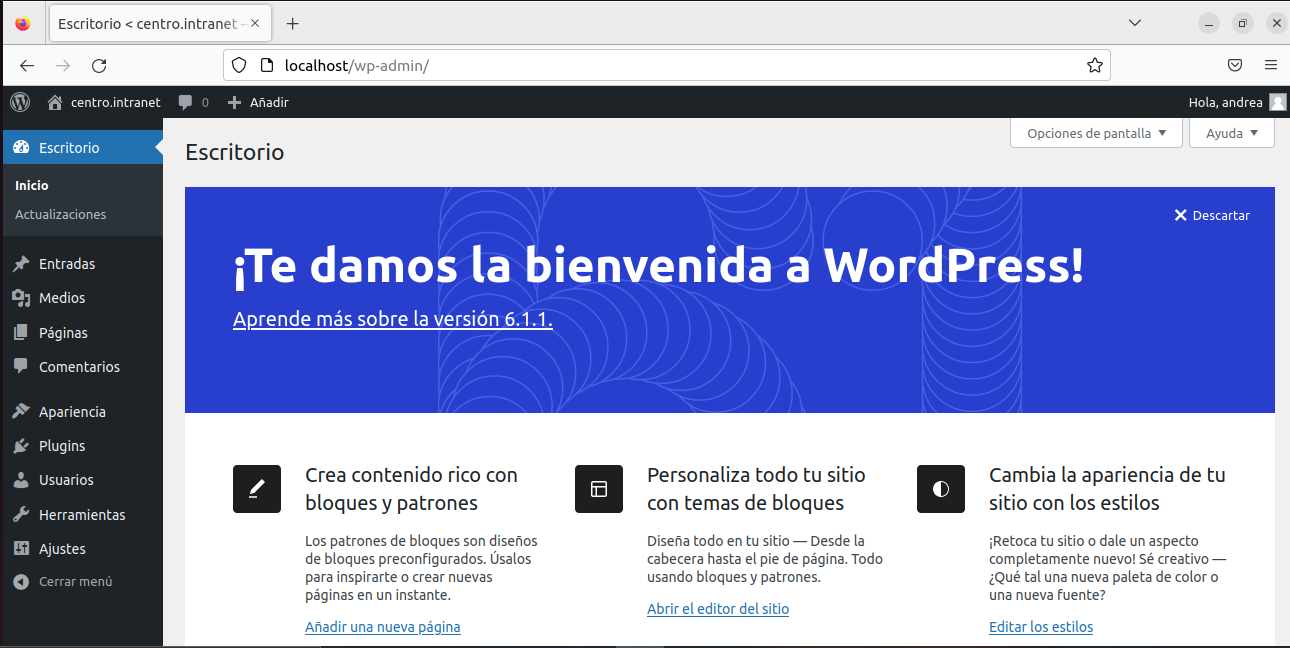 Escritorio < centro.intranet –
localhost/wp-admin/
centro.intranet
0
Añadir
Hola, andrea
Escritorio
Inicio
Actualizaciones
Entradas
Medios
Páginas
Comentarios
Apariencia
Plugins
Usuarios
Herramientas
Ajustes
Cerrar menú
Opciones de pantalla
Ayuda
Escritorio
Descartar
¡Te damos la bienvenida a WordPress!
Aprende más sobre la versión 6.1.1.
Crea contenido rico con
bloques y patrones
Los patrones de bloques son diseños
de bloques preconfigurados. Úsalos
para inspirarte o crear nuevas
páginas en un instante.
Añadir una nueva página
Personaliza todo tu sitio
con temas de bloques
Diseña todo en tu sitio — Desde la
cabecera hasta el pie de página. Todo
usando bloques y patrones.
Abrir el editor del sitio
Cambia la apariencia de tu
sitio con los estilos
¡Retoca tu sitio o dale un aspecto
completamente nuevo! Sé creativo —
¿Qué tal una nueva paleta de color o
una nueva fuente?
Editar los estilos